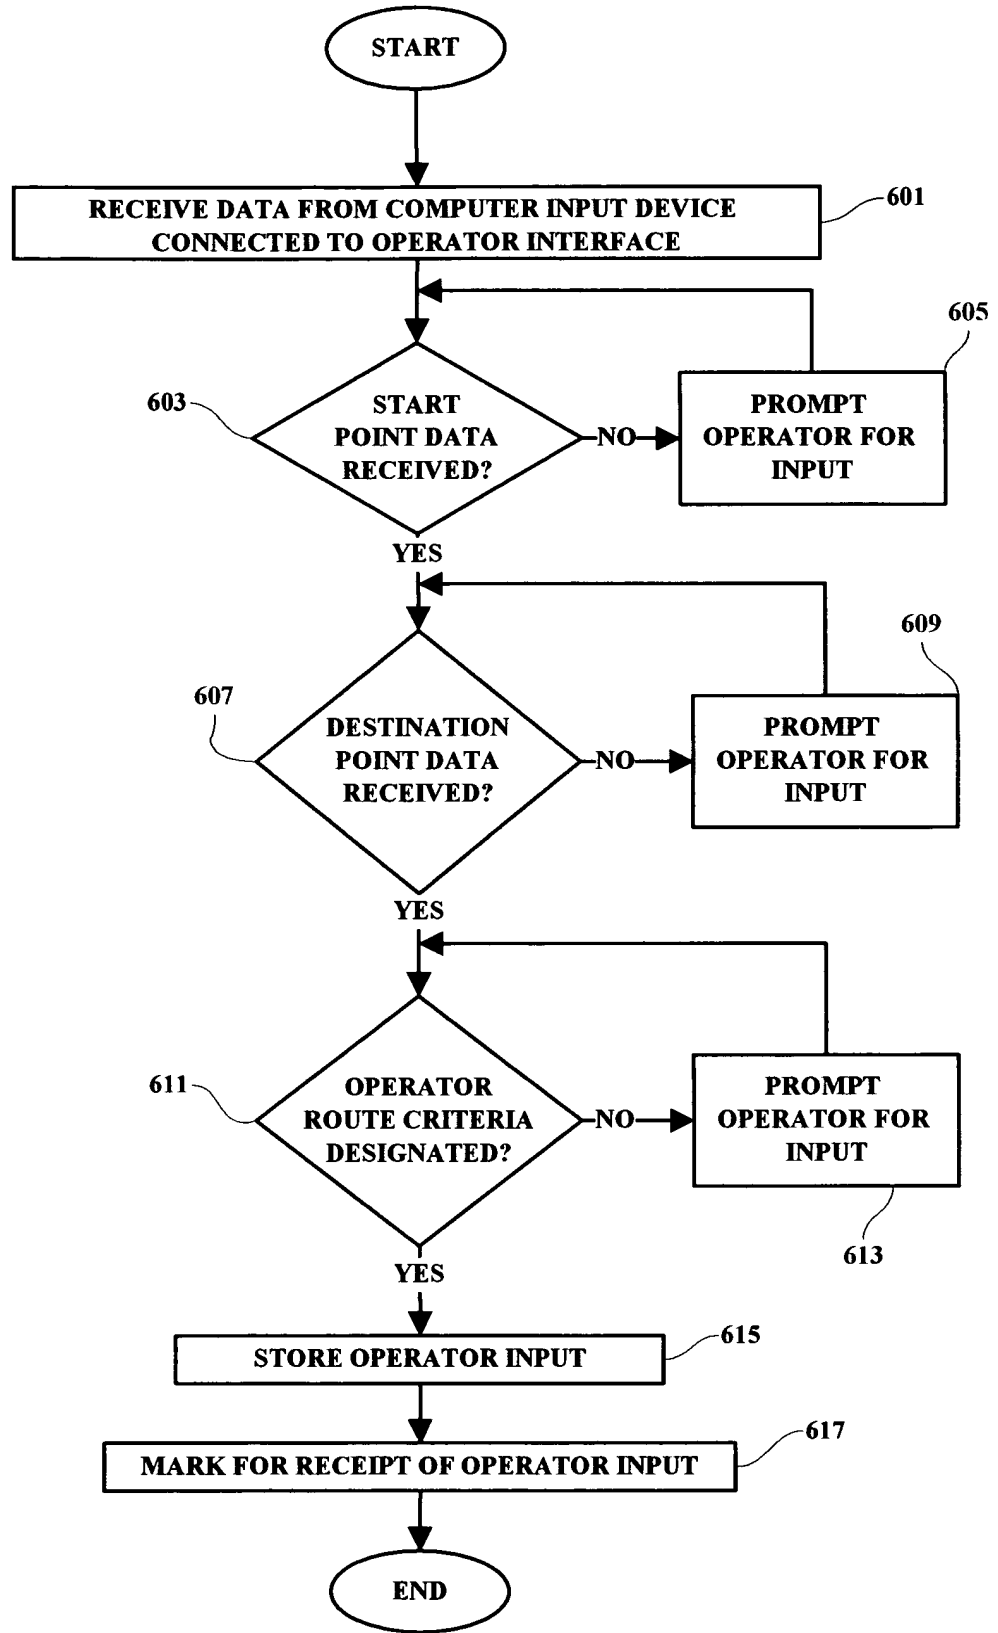 START
RECEIVE DATA FROM COMPUTER INPUT DEVICE
CONNECTED TO OPERATOR INTERFACE
601
START
POINT DATA
RECEIVED?
603
NO
PROMPT
OPERATOR FOR
INPUT
605
YES
DESTINATION
POINT DATA
RECEIVED?
607
NO
PROMPT
OPERATOR FOR
INPUT
609
YES
OPERATOR
ROUTE CRITERIA
DESIGNATED?
611
NO
PROMPT
OPERATOR FOR
INPUT
613
YES
STORE OPERATOR INPUT
615
MARK FOR RECEIPT OF OPERATOR INPUT
617
END